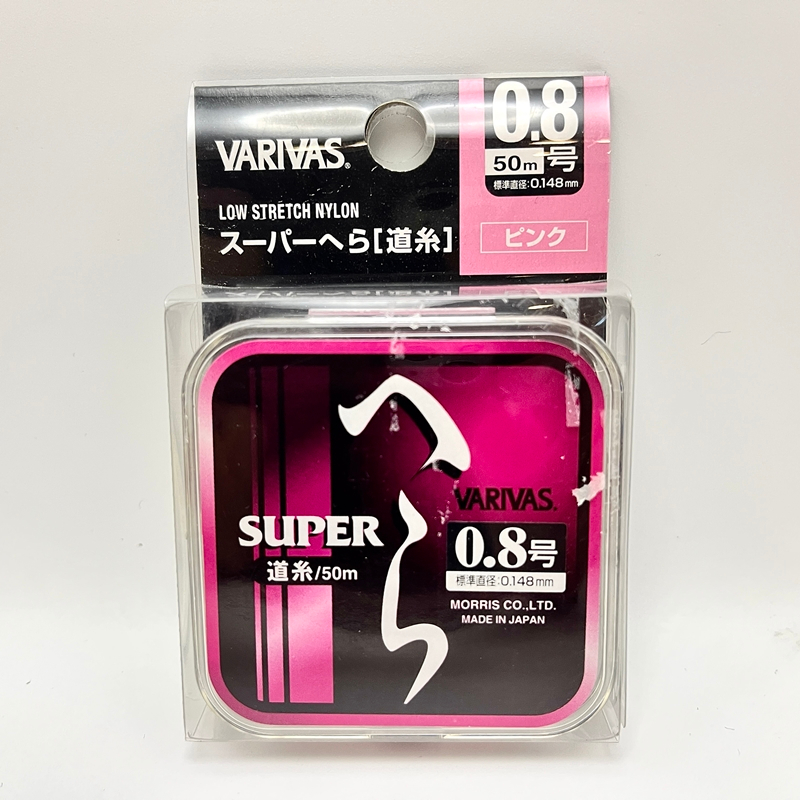 VARIVAS®
0.8号
50m
標準直径:0.148mm
LOW STRETCH NYLON
スーパーへら[道糸]
ピンク
へら
VARIVAS®
SUPER
道糸/50m
0.8号
標準直径:0.148mm
MORRIS CO.,LTD.
MADE IN JAPAN